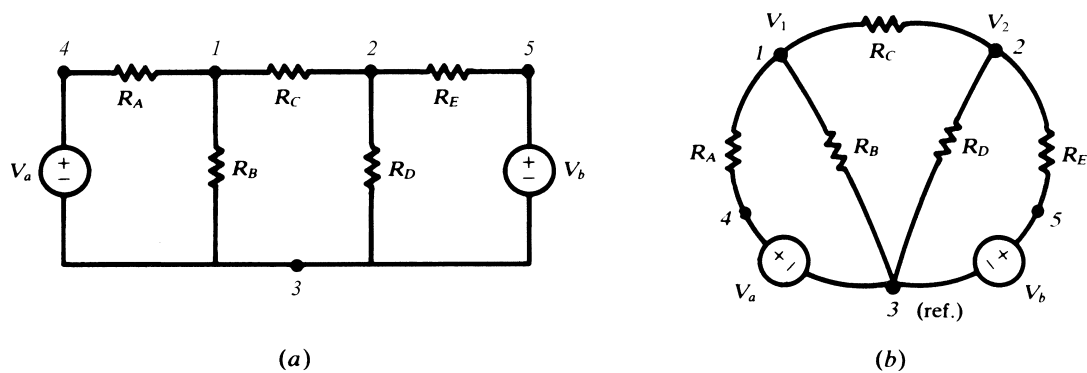 4 1 2 5
R_A R_C R_E
V_a + − R_B R_D + − V_b
3
(a)
V_1 V_2
1 R_C 2
R_A R_B R_D R_E
4 5
+ − − +
V_a 3 (ref.) V_b
(b)